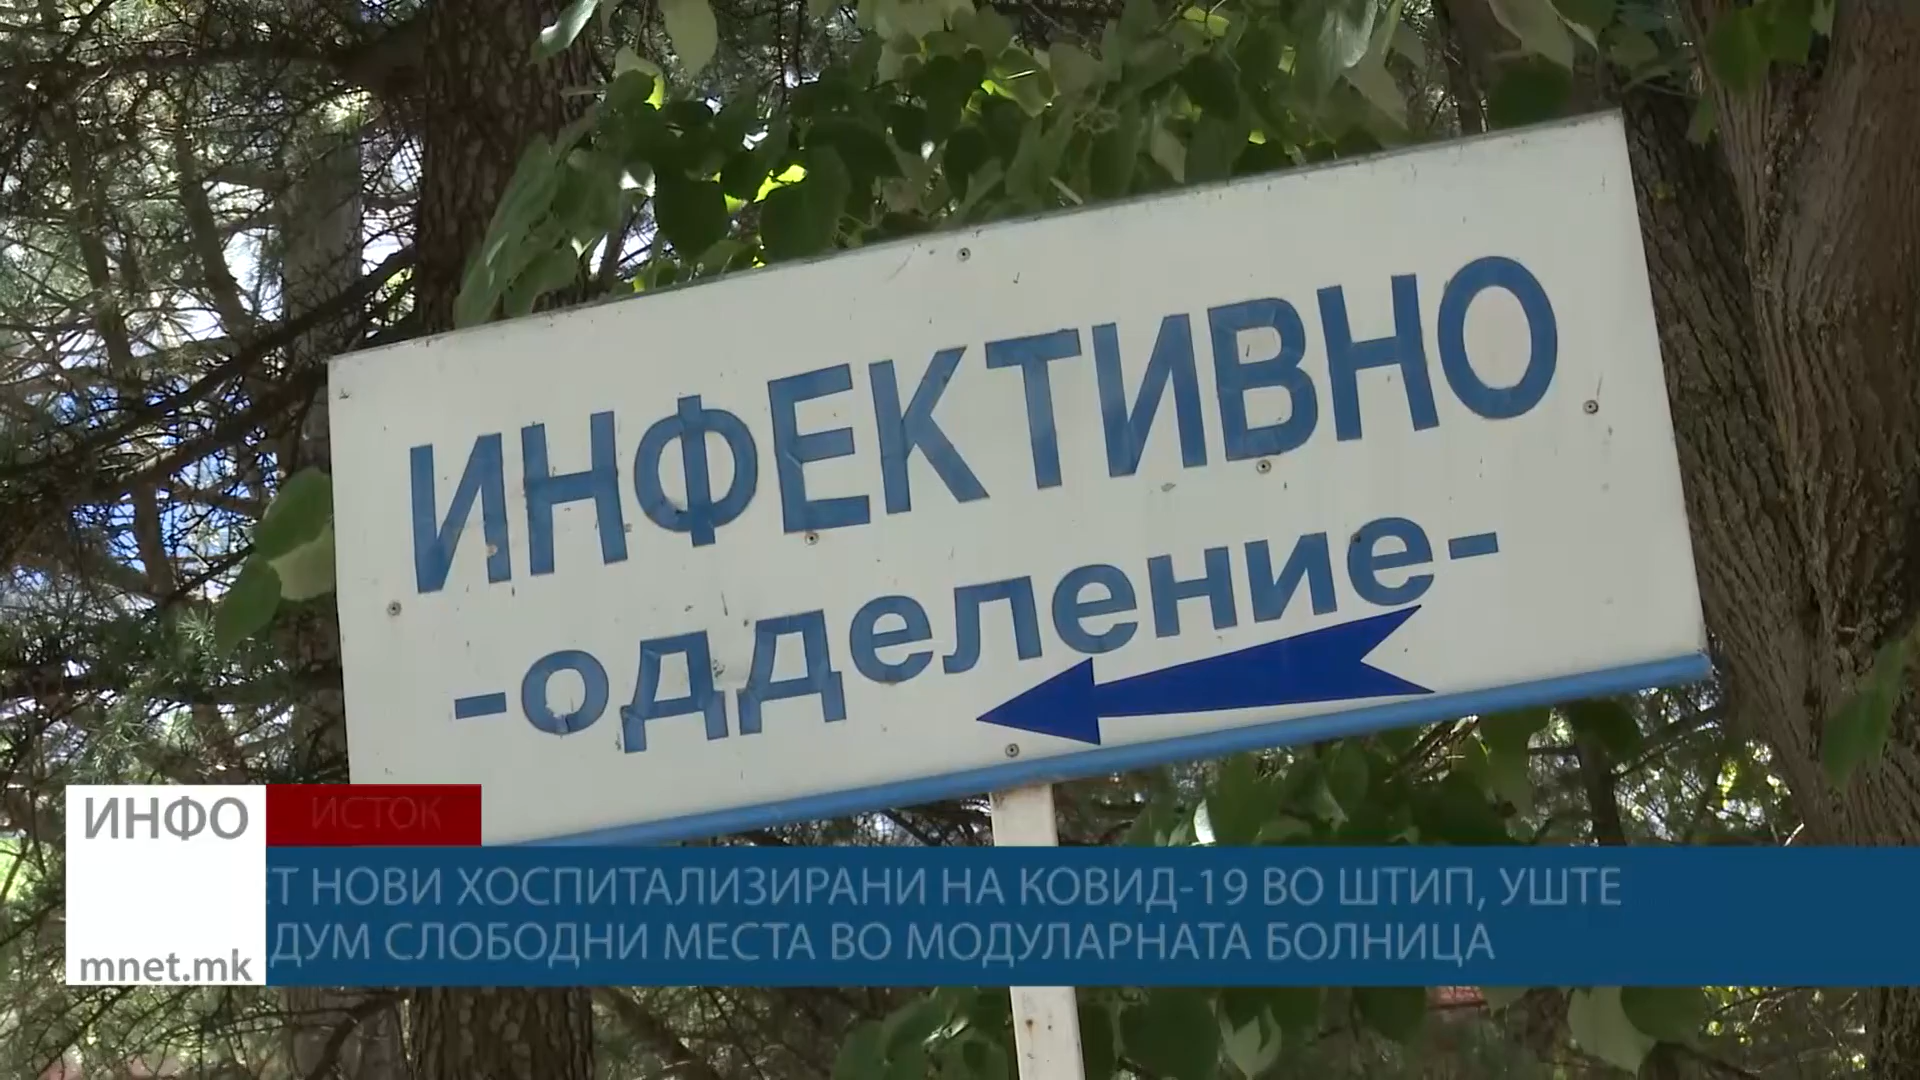 ИНФЕКТИВНО
-одделение-
ИНФО
ИСТОК
НОВИ ХОСПИТАЛИЗИРАНИ НА КОВИД-19 ВО ШТИП, УШТЕ
СЛОБОДНИ МЕСТА ВО МОДУЛАРНАТА БОЛНИЦА
mnet.mk